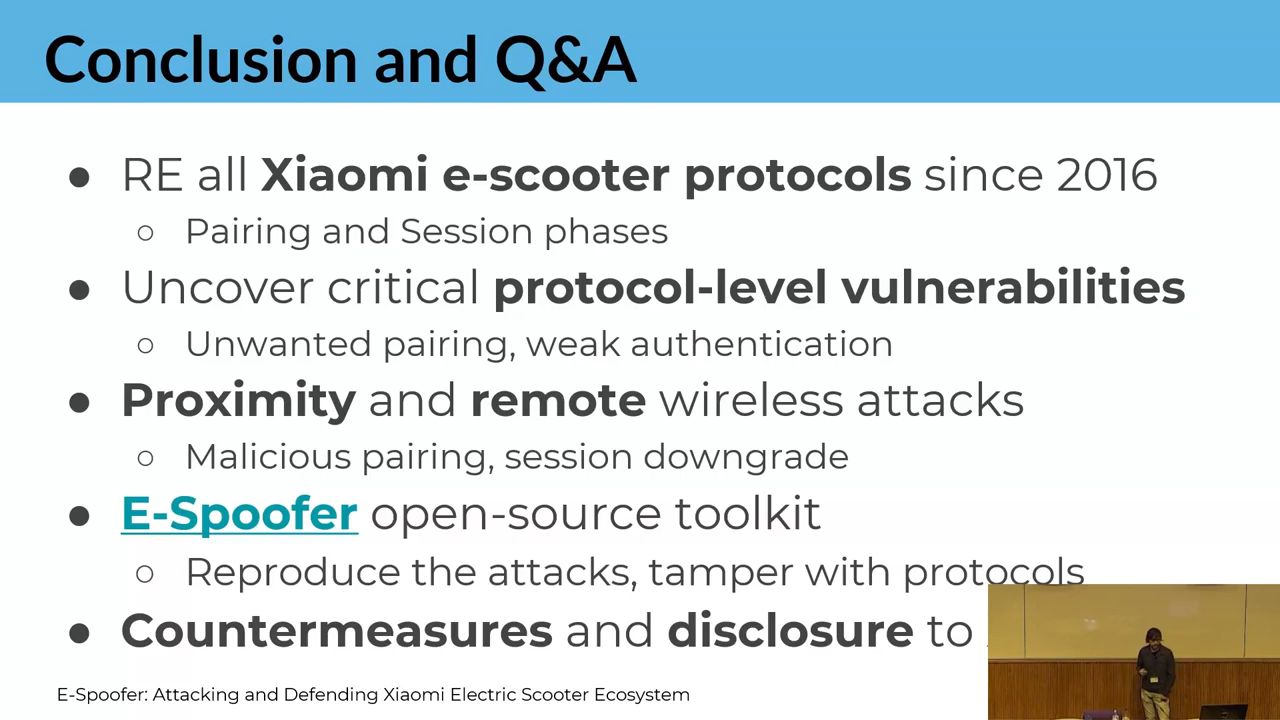 Conclusion and Q&A
● RE all Xiaomi e-scooter protocols since 2016
○ Pairing and Session phases
● Uncover critical protocol-level vulnerabilities
○ Unwanted pairing, weak authentication
● Proximity and remote wireless attacks
○ Malicious pairing, session downgrade
● E-Spoofer open-source toolkit
○ Reproduce the attacks, tamper with protocols
● Countermeasures and disclosure to
E-Spoofer: Attacking and Defending Xiaomi Electric Scooter Ecosystem